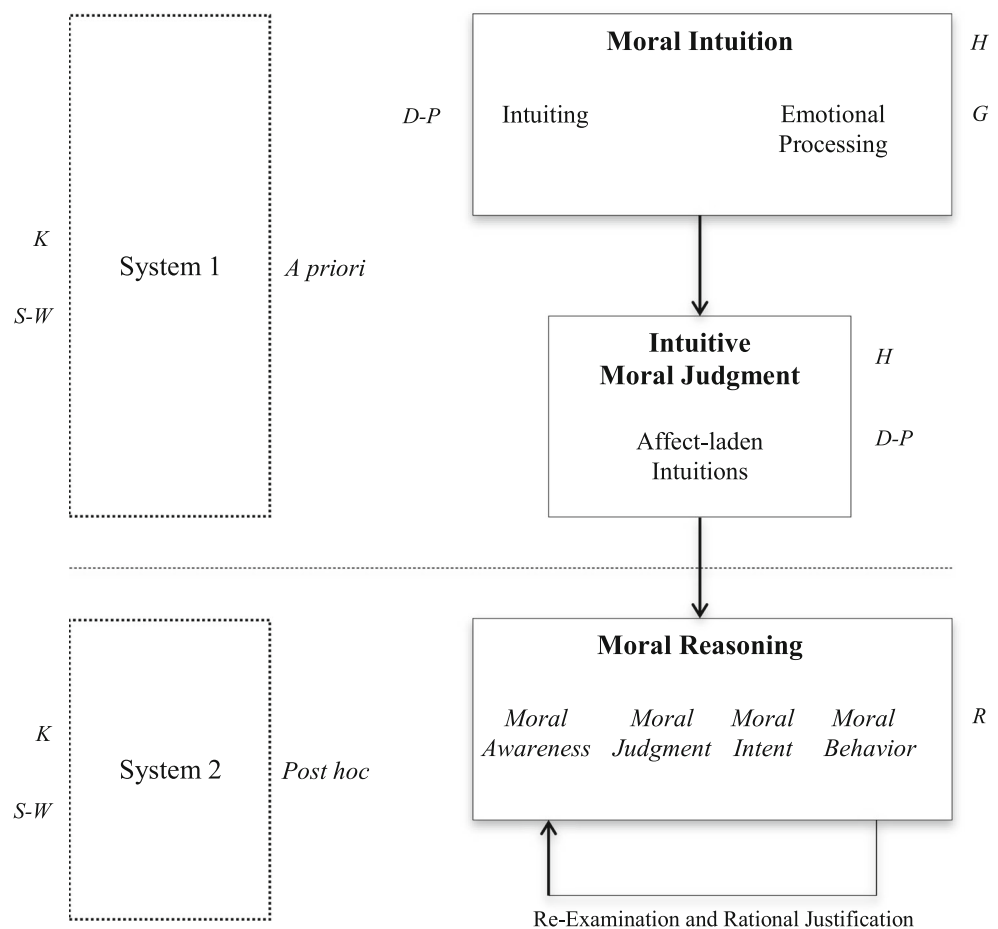 Moral Intuition
H
D-P
Intuiting
Emotional
Processing
G
K
System 1
A priori
S-W
Intuitive
Moral Judgment
H
Affect-laden
Intuitions
D-P
Moral Reasoning
Moral
Awareness
Moral
Judgment
Moral
Intent
Moral
Behavior
R
K
System 2
Post hoc
S-W
Re-Examination and Rational Justification